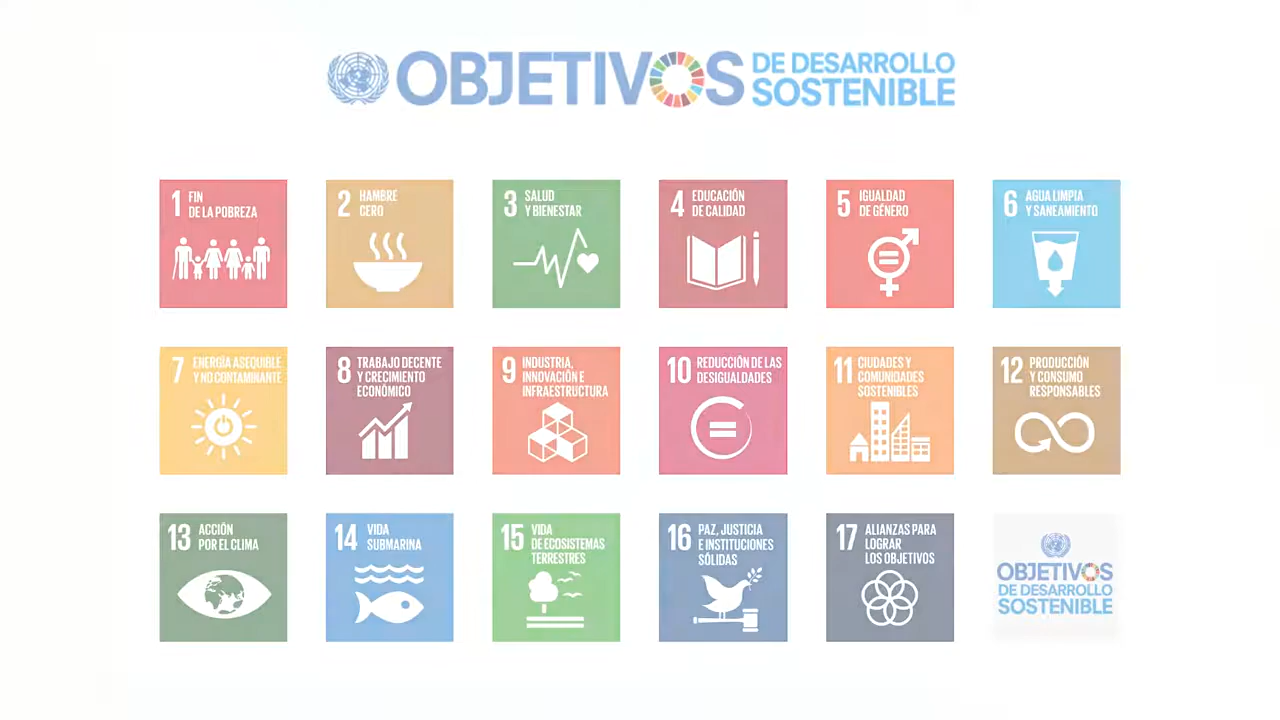 OBJETIVOS DE DESARROLLO
SOSTENIBLE
1 FIN
DE LA POBREZA
2 HAMBRE
CERO
3 SALUD
Y BIENESTAR
4 EDUCACIÓN
DE CALIDAD
5 IGUALDAD
DE GÉNERO
6 AGUA LIMPIA
Y SANEAMIENTO
7 ENERGÍA ASEQUIBLE
Y NO CONTAMINANTE
8 TRABAJO DECENTE
Y CRECIMIENTO
ECONÓMICO
9 INDUSTRIA,
INNOVACIÓN E
INFRAESTRUCTURA
10 REDUCCIÓN DE LAS
DESIGUALDADES
11 CIUDADES Y
COMUNIDADES
SOSTENIBLES
12 PRODUCCIÓN
Y CONSUMO
RESPONSABLES
13 ACCIÓN
POR EL CLIMA
14 VIDA
SUBMARINA
15 VIDA
DE ECOSISTEMAS
TERRESTRES
16 PAZ, JUSTICIA
E INSTITUCIONES
SÓLIDAS
17 ALIANZAS PARA
LOGRAR
LOS OBJETIVOS
OBJETIVOS
DE DESARROLLO
SOSTENIBLE